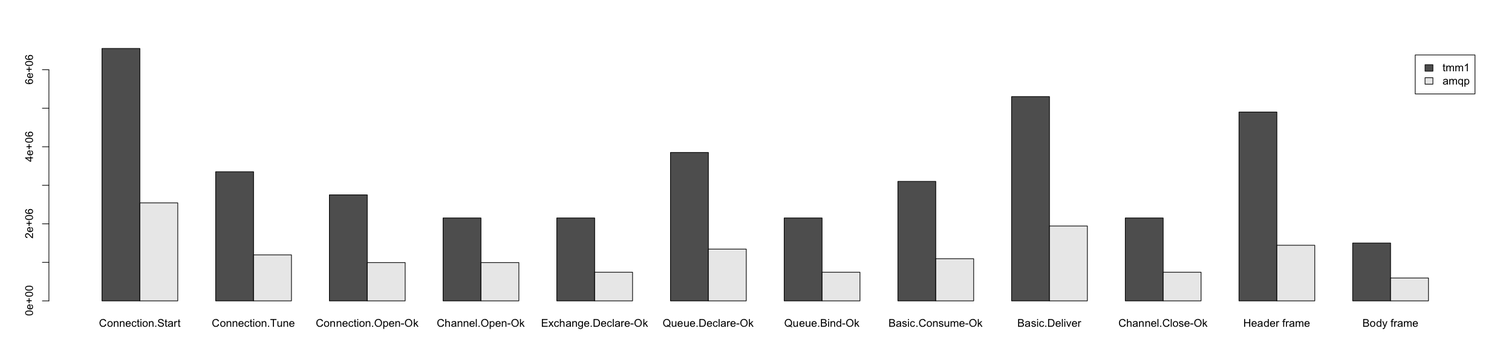 6e+06
4e+06
2e+06
0e+00
tmm1
amqp
Connection.Start
Connection.Tune
Connection.Open-Ok
Channel.Open-Ok
Exchange.Declare-Ok
Queue.Declare-Ok
Queue.Bind-Ok
Basic.Consume-Ok
Basic.Deliver
Channel.Close-Ok
Header frame
Body frame